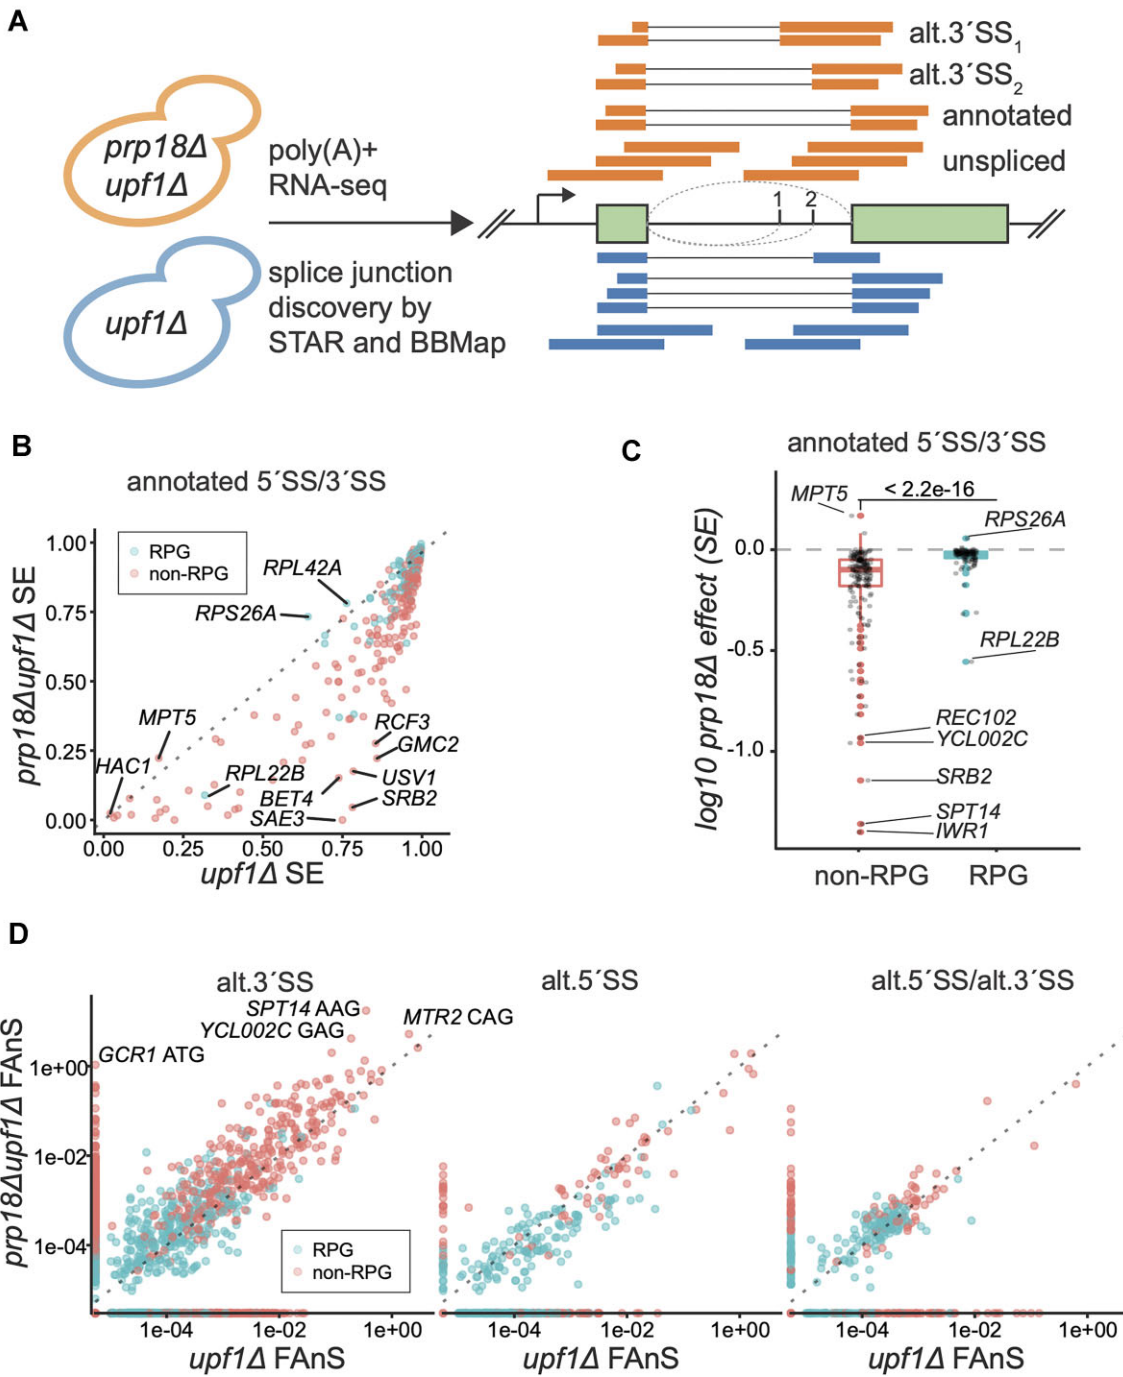 A
prp18Δ
upf1Δ
upf1Δ
poly(A)+
RNA-seq
splice junction
discovery by
STAR and BBMap
alt.3´SS1
alt.3´SS2
annotated
unspliced
1 2
B
annotated 5´SS/3´SS
prp18Δupf1Δ SE
1.00
0.75
0.50
0.25
0.00
RPG
non-RPG
RPL42A
RPS26A
MPT5
HAC1
RPL22B
RCF3
GMC2
USV1
BET4
SRB2
SAE3
0.00 0.25 0.50 0.75 1.00
upf1Δ SE
C
annotated 5´SS/3´SS
log10 prp18Δ effect (SE)
0.0
-0.5
-1.0
MPT5
< 2.2e-16
RPS26A
RPL22B
REC102
YCL002C
SRB2
SPT14
IWR1
non-RPG RPG
D
prp18Δupf1Δ FAnS
1e+00
1e-02
1e-04
alt.3´SS
SPT14 AAG
YCL002C GAG
MTR2 CAG
GCR1 ATG
RPG
non-RPG
1e-04 1e-02 1e+00
upf1Δ FAnS
alt.5´SS
1e-04 1e-02 1e+00
upf1Δ FAnS
alt.5´SS/alt.3´SS
1e-04 1e-02 1e+00
upf1Δ FAnS